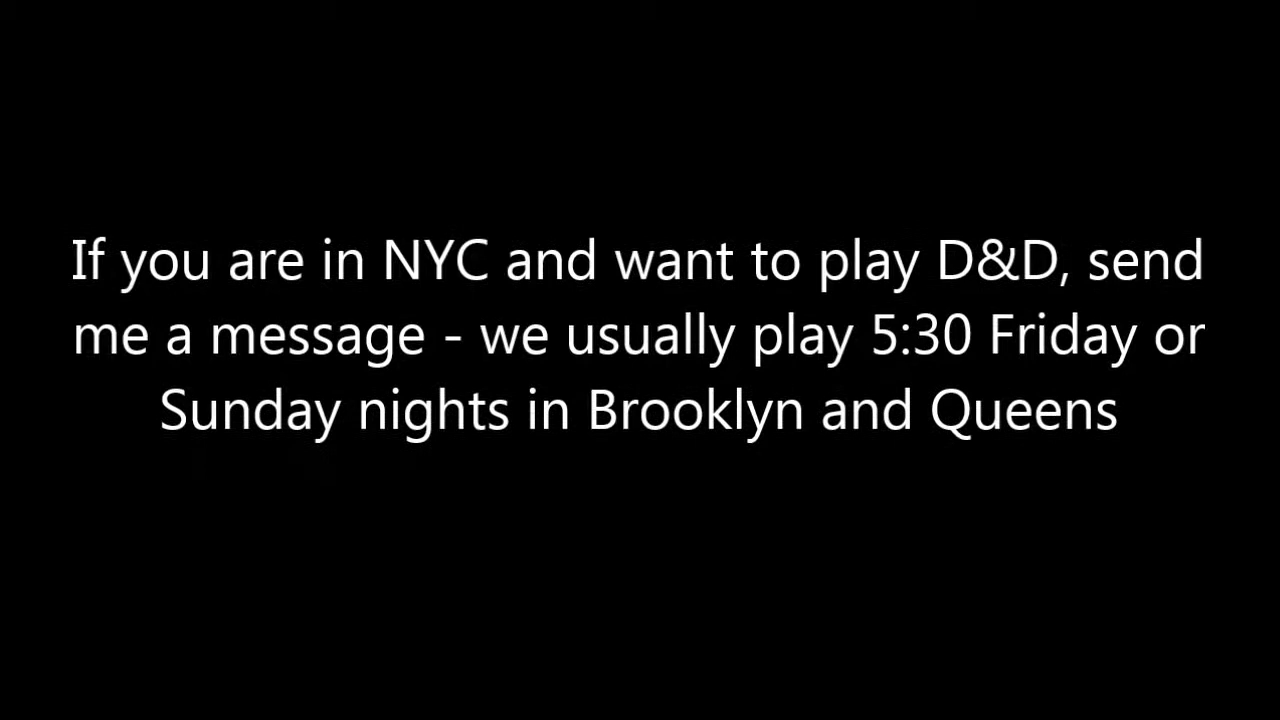 If you are in NYC and want to play D&D, send
me a message - we usually play 5:30 Friday or
Sunday nights in Brooklyn and Queens